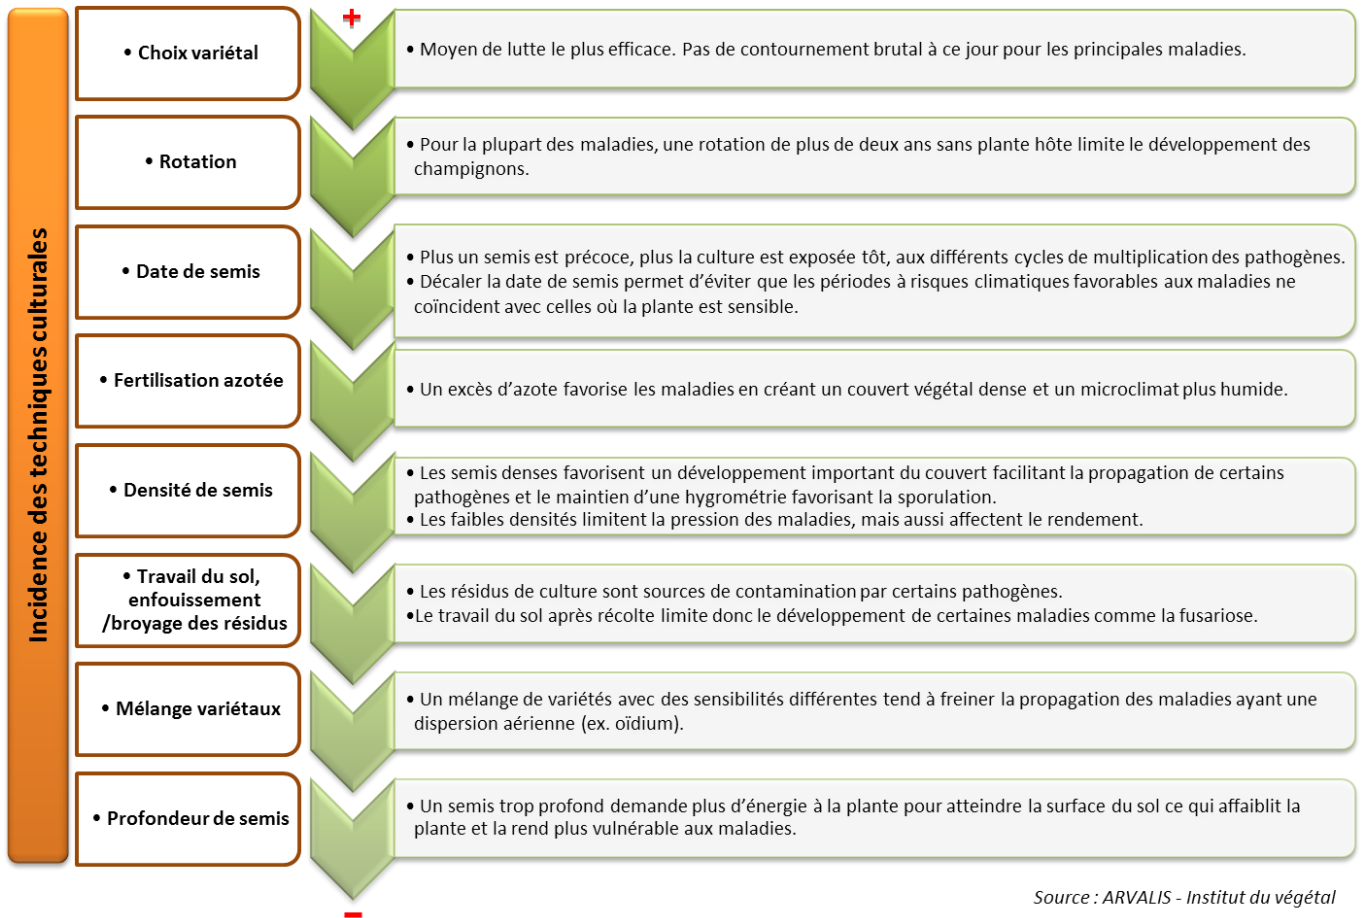 Incidence des techniques culturales
+
• Choix variétal
• Moyen de lutte le plus efficace. Pas de contournement brutal à ce jour pour les principales maladies.
• Rotation
• Pour la plupart des maladies, une rotation de plus de deux ans sans plante hôte limite le développement des
champignons.
• Date de semis
• Plus un semis est précoce, plus la culture est exposée tôt, aux différents cycles de multiplication des pathogènes.
• Décaler la date de semis permet d’éviter que les périodes à risques climatiques favorables aux maladies ne
coïncident avec celles où la plante est sensible.
• Fertilisation azotée
• Un excès d’azote favorise les maladies en créant un couvert végétal dense et un microclimat plus humide.
• Densité de semis
• Les semis denses favorisent un développement important du couvert facilitant la propagation de certains
pathogènes et le maintien d’une hygrométrie favorisant la sporulation.
• Les faibles densités limitent la pression des maladies, mais aussi affectent le rendement.
• Travail du sol,
enfouissement
/broyage des résidus
• Les résidus de culture sont sources de contamination par certains pathogènes.
•Le travail du sol après récolte limite donc le développement de certaines maladies comme la fusariose.
• Mélange variétaux
• Un mélange de variétés avec des sensibilités différentes tend à freiner la propagation des maladies ayant une
dispersion aérienne (ex. oïdium).
• Profondeur de semis
• Un semis trop profond demande plus d’énergie à la plante pour atteindre la surface du sol ce qui affaiblit la
plante et la rend plus vulnérable aux maladies.
–
Source : ARVALIS - Institut du végétal